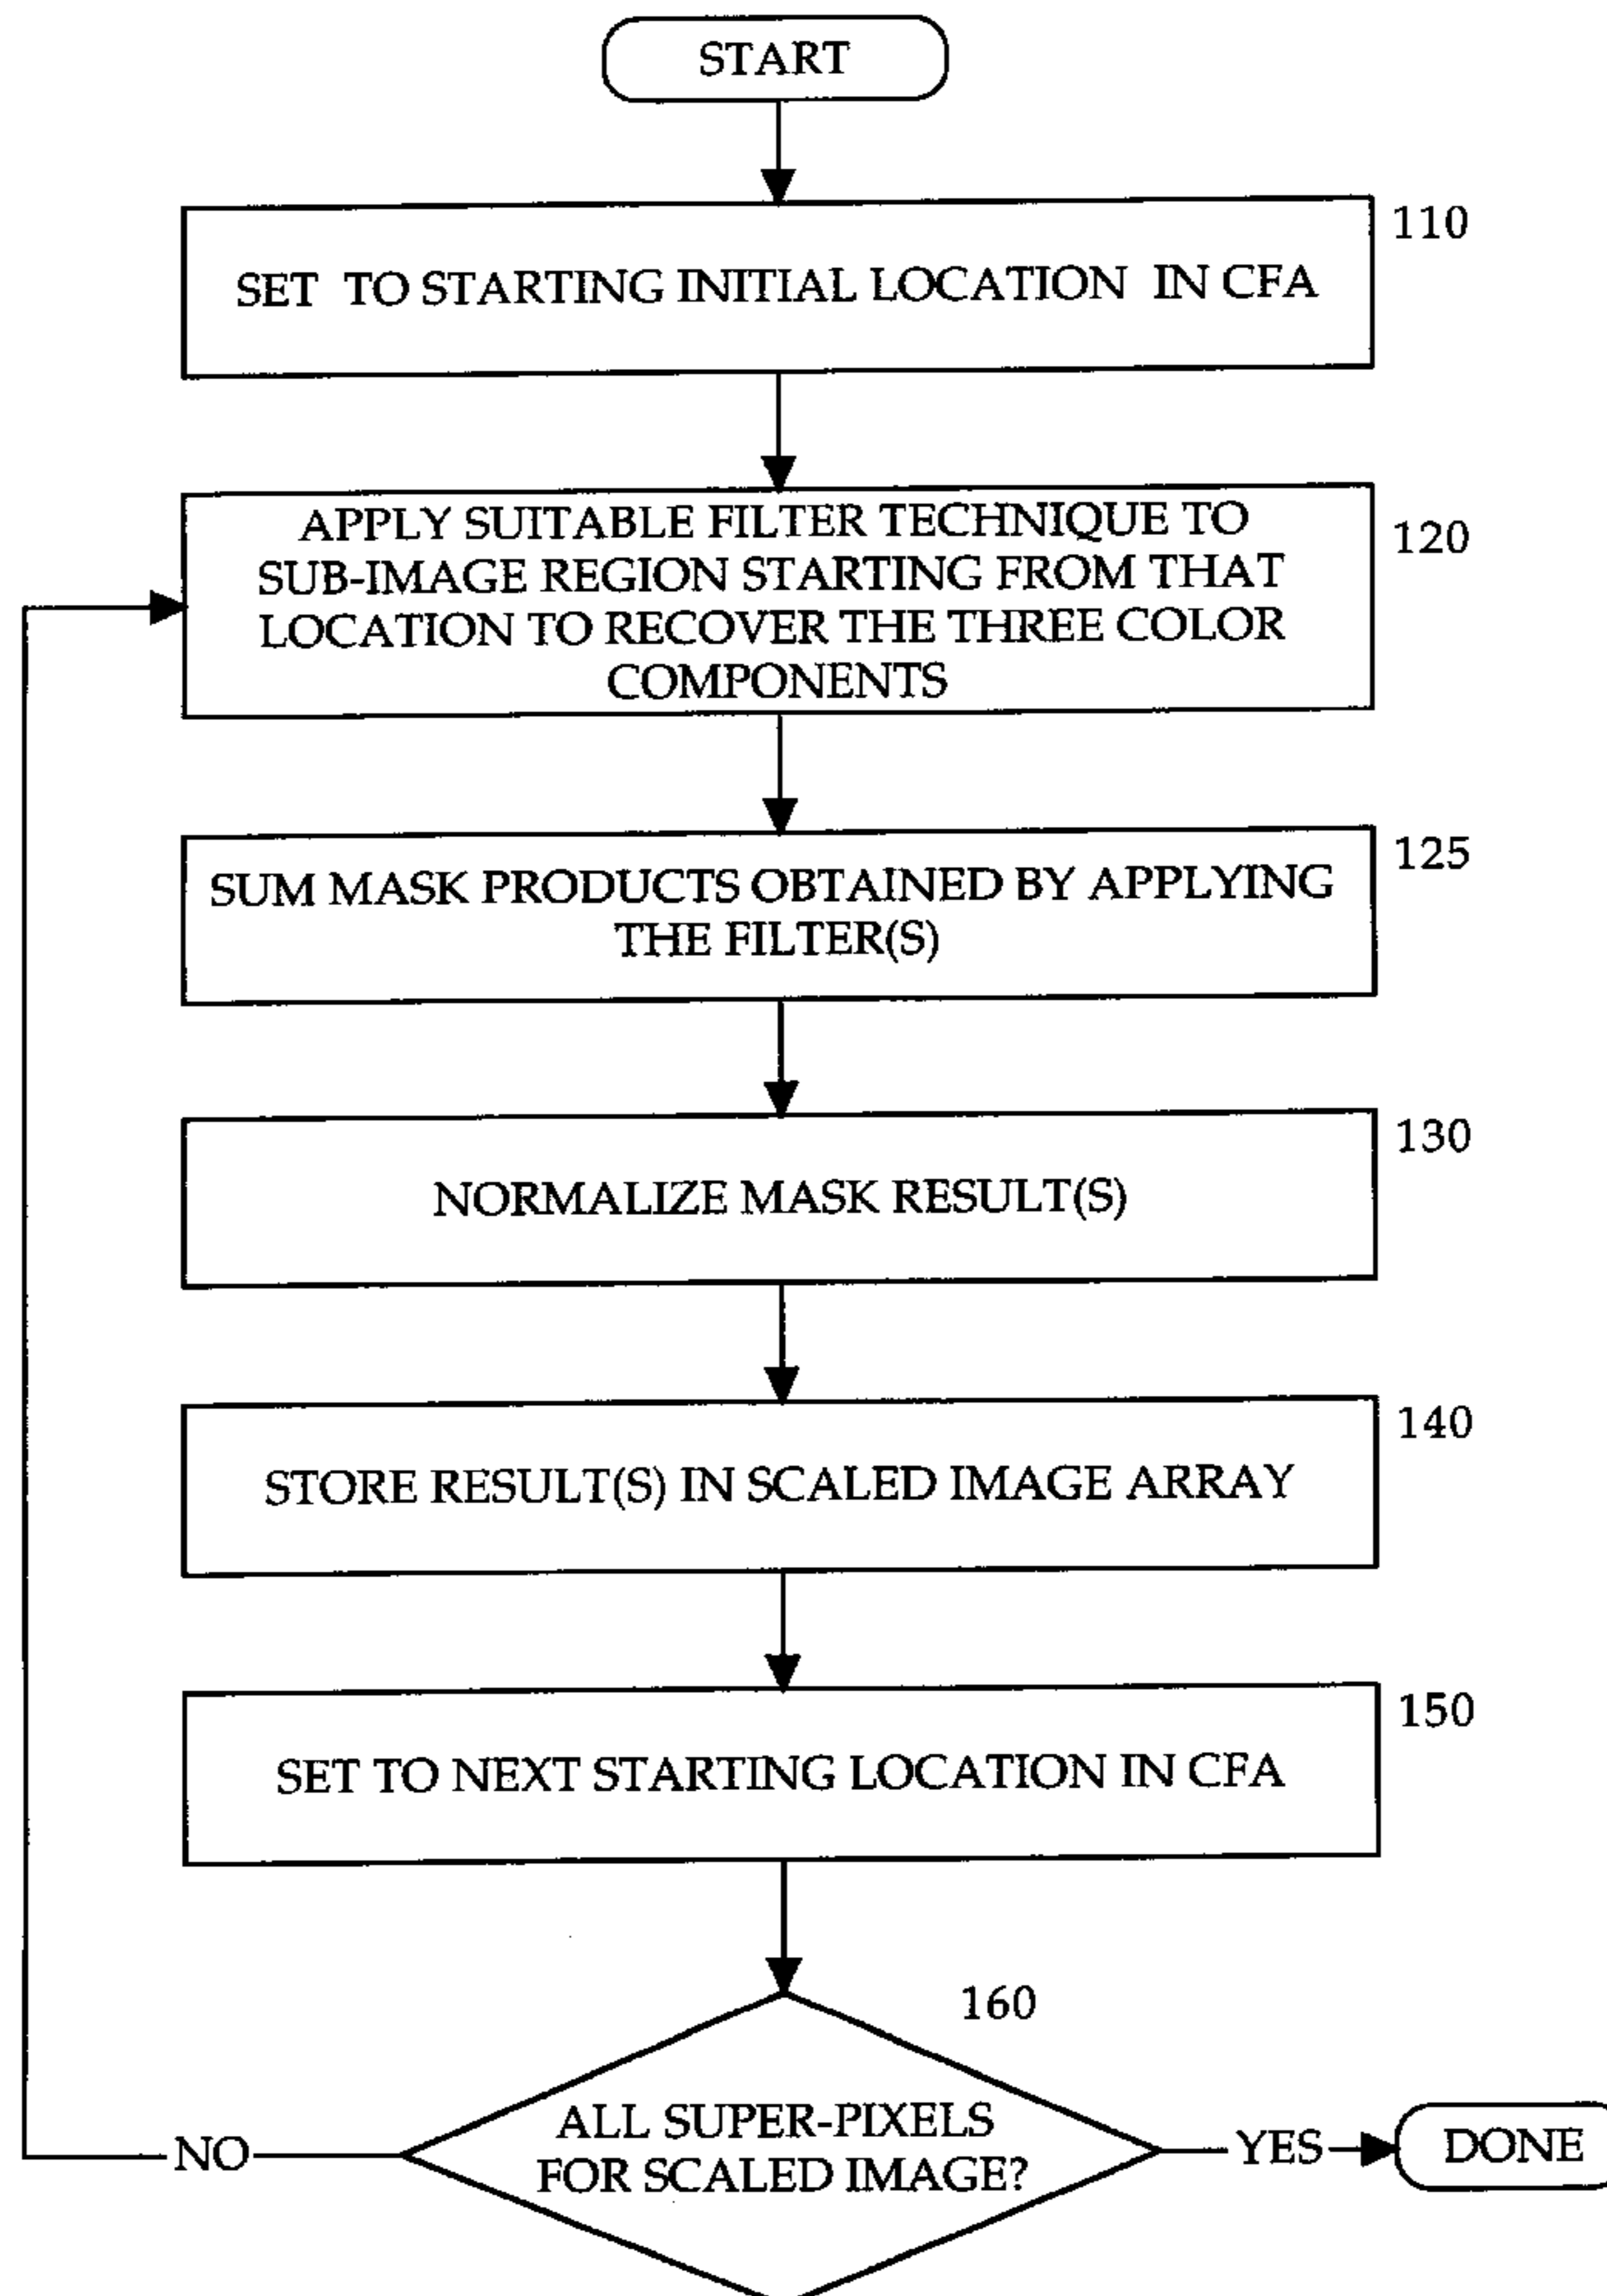 START
110
SET TO STARTING INITIAL LOCATION IN CFA
120
APPLY SUITABLE FILTER TECHNIQUE TO
SUB-IMAGE REGION STARTING FROM THAT
LOCATION TO RECOVER THE THREE COLOR
COMPONENTS
125
SUM MASK PRODUCTS OBTAINED BY APPLYING
THE FILTER(S)
130
NORMALIZE MASK RESULT(S)
140
STORE RESULT(S) IN SCALED IMAGE ARRAY
150
SET TO NEXT STARTING LOCATION IN CFA
160
ALL SUPER-PIXELS
FOR SCALED IMAGE?
NO
YES
DONE